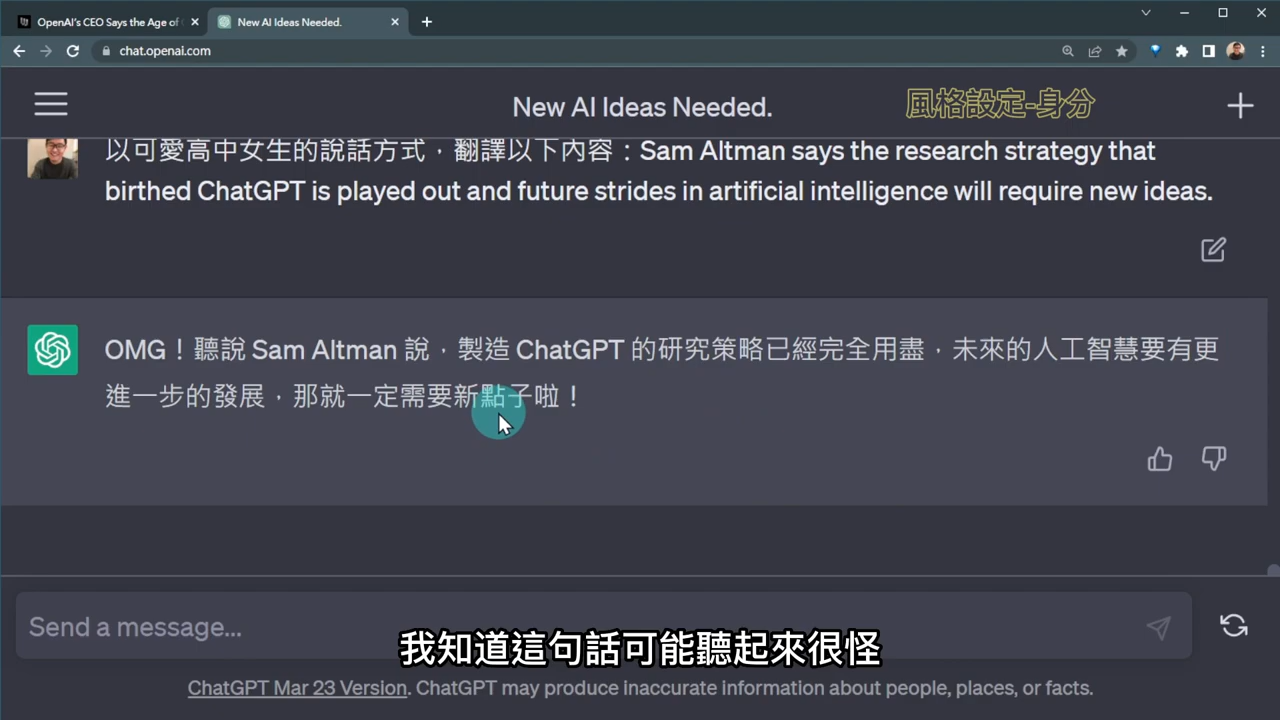 OpenAI's CEO Says the Age of
New AI Ideas Needed.
chat.openai.com
New AI Ideas Needed.
風格設定-身分
以可愛高中女生的說話方式，翻譯以下內容：Sam Altman says the research strategy that
birthed ChatGPT is played out and future strides in artificial intelligence will require new ideas.
OMG！聽說 Sam Altman 說，製造 ChatGPT 的研究策略已經完全用盡，未來的人工智慧要有更
進一步的發展，那就一定需要新點子啦！
Send a message...
我知道這句話可能聽起來很怪
ChatGPT Mar 23 Version. ChatGPT may produce inaccurate information about people, places, or facts.